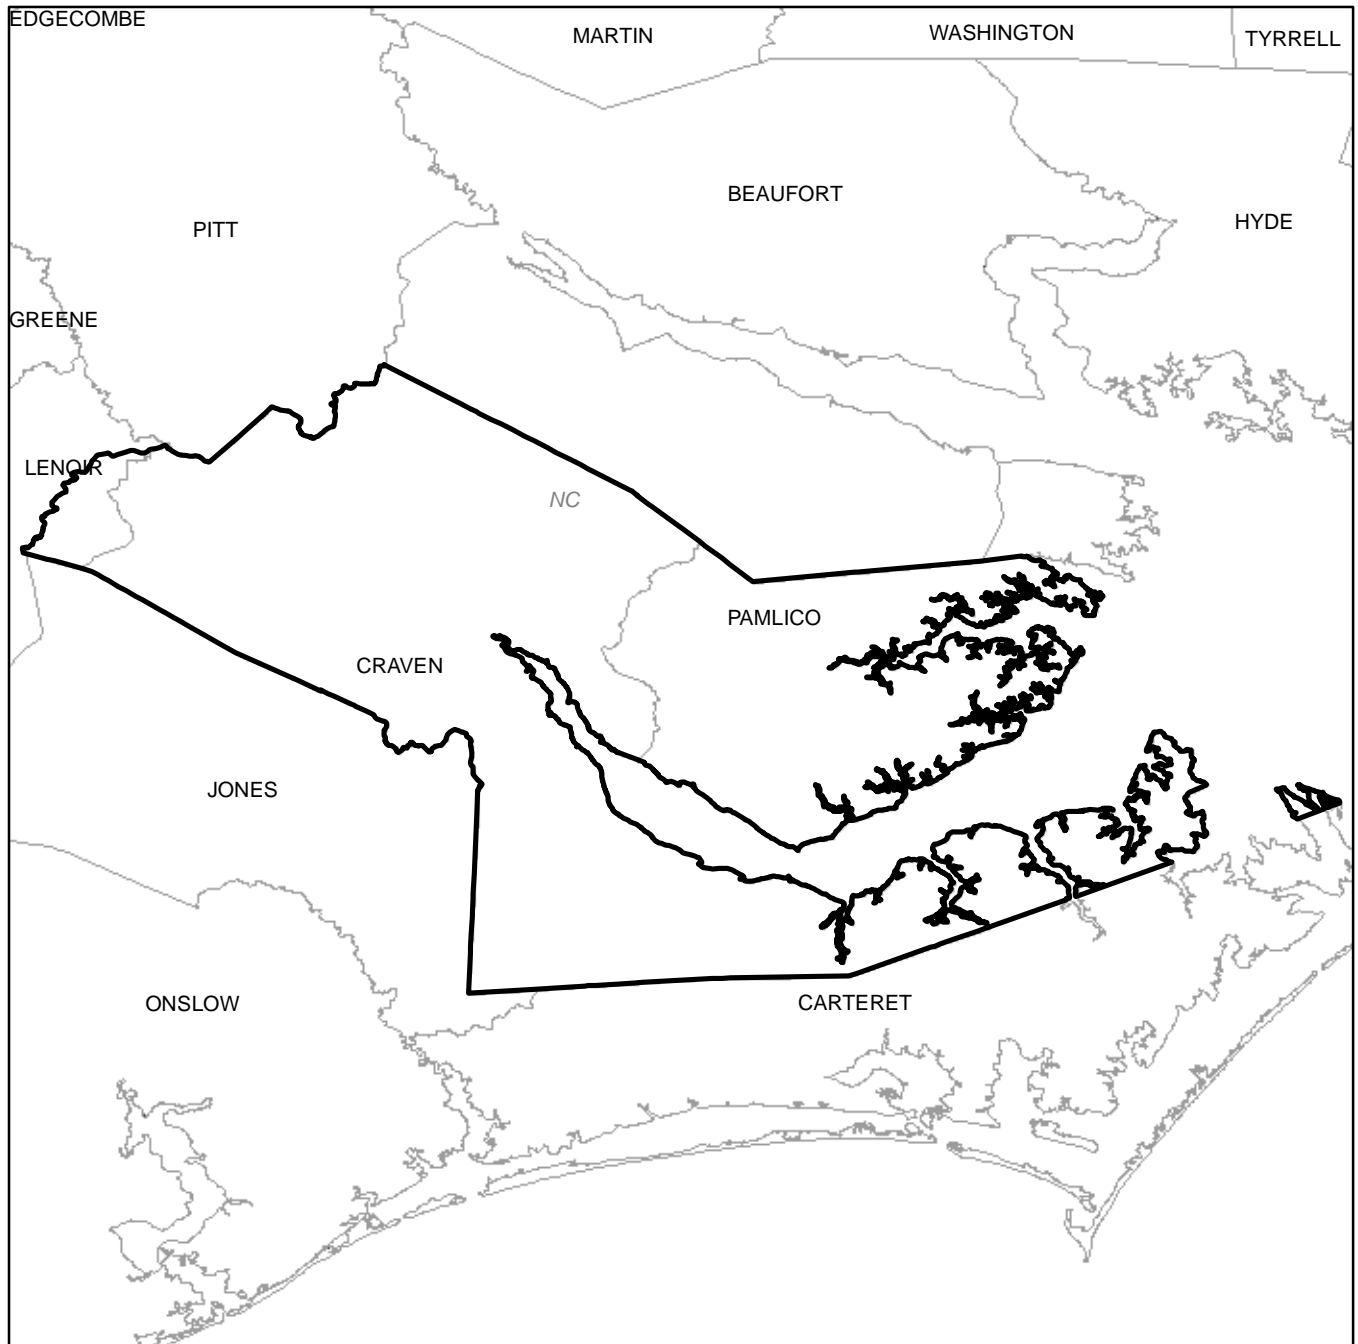 EDGECOMBE
MARTIN
WASHINGTON
TYRRELL
BEAUFORT
PITT
HYDE
GREENE
LENOIR
NC
PAMLICO
CRAVEN
JONES
ONSLOW
CARTERET